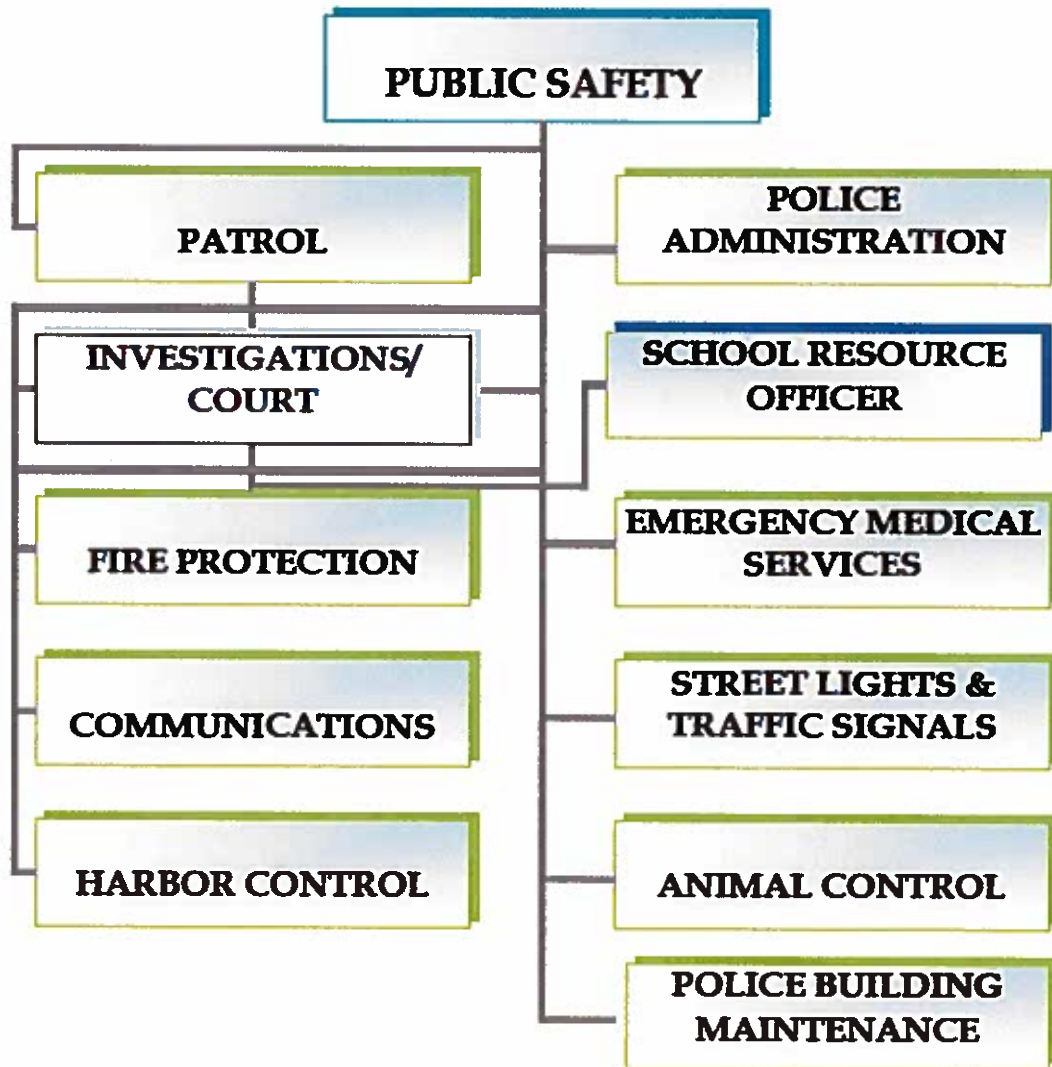 PUBLIC SAFETY
PATROL
POLICE
ADMINISTRATION
INVESTIGATIONS/
COURT
SCHOOL RESOURCE
OFFICER
FIRE PROTECTION
EMERGENCY MEDICAL
SERVICES
COMMUNICATIONS
STREET LIGHTS &
TRAFFIC SIGNALS
HARBOR CONTROL
ANIMAL CONTROL
POLICE BUILDING
MAINTENANCE